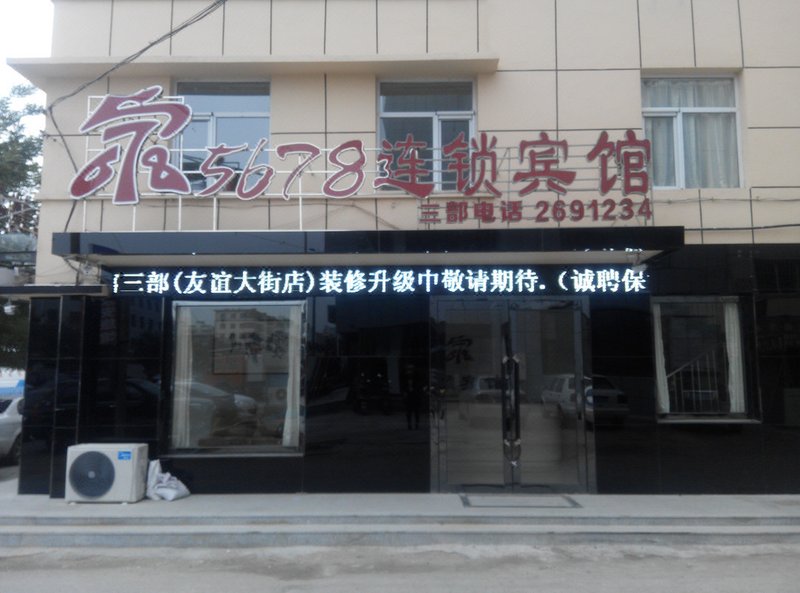 5678连锁宾馆
三部电话 2691234
三部(友谊大街店)装修升级中敬请期待.(诚聘保